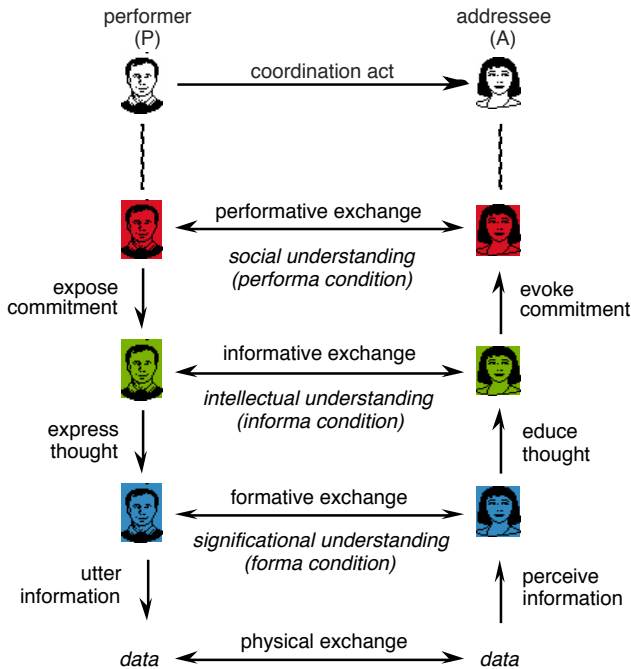 performer
(P)
addressee
(A)
coordination act
performative exchange
social understanding
(performa condition)
expose
commitment
evoke
commitment
informative exchange
intellectual understanding
(informa condition)
express
thought
educe
thought
formative exchange
significational understanding
(forma condition)
utter
information
perceive
information
data
physical exchange
data